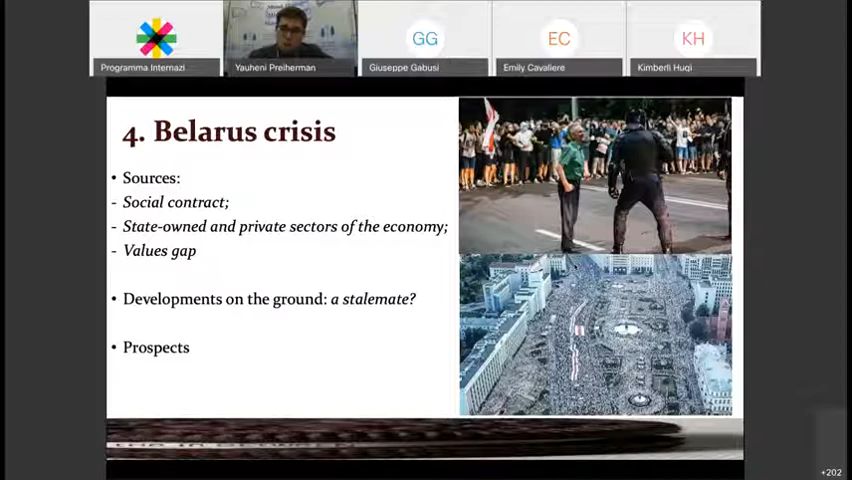 GG
EC
KH
Programma Internazi
Yauheni Preiherman
Giuseppe Gabusi
Emily Cavaliere
Kimberli Huqi
4. Belarus crisis
• Sources:
- Social contract;
- State-owned and private sectors of the economy;
- Values gap
• Developments on the ground: a stalemate?
• Prospects
+202